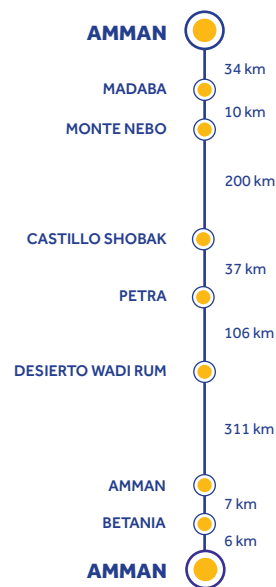 AMMAN
34 km
MADABA
10 km
MONTE NEBO
200 km
CASTILLO SHOBAK
37 km
PETRA
106 km
DESIERTO WADI RUM
311 km
AMMAN
7 km
BETANIA
6 km
AMMAN